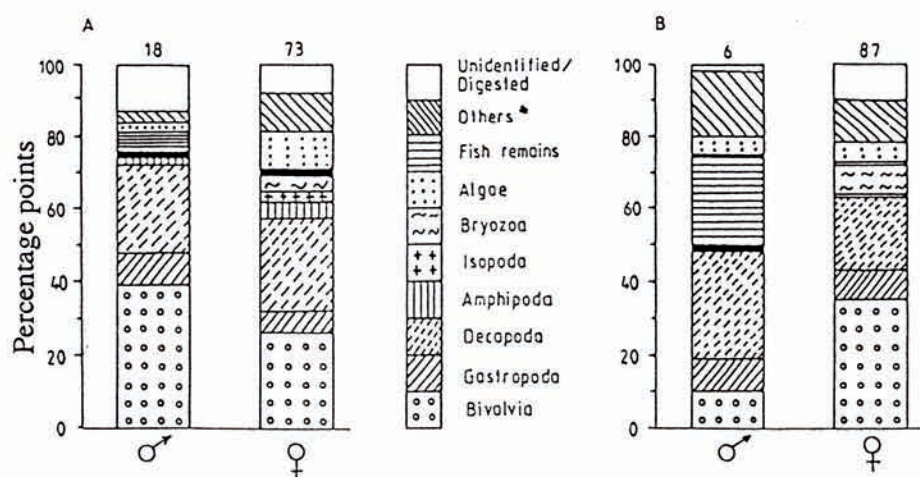 A
18 73
100
80
60
40
20
0
Percentage points
♂ ♀
Unidentified/
Digested
Others*
Fish remains
Algae
Bryozoa
Isopoda
Amphipoda
Decapoda
Gastropoda
Bivalvia
B
6 87
100
80
60
40
20
0
♂ ♀